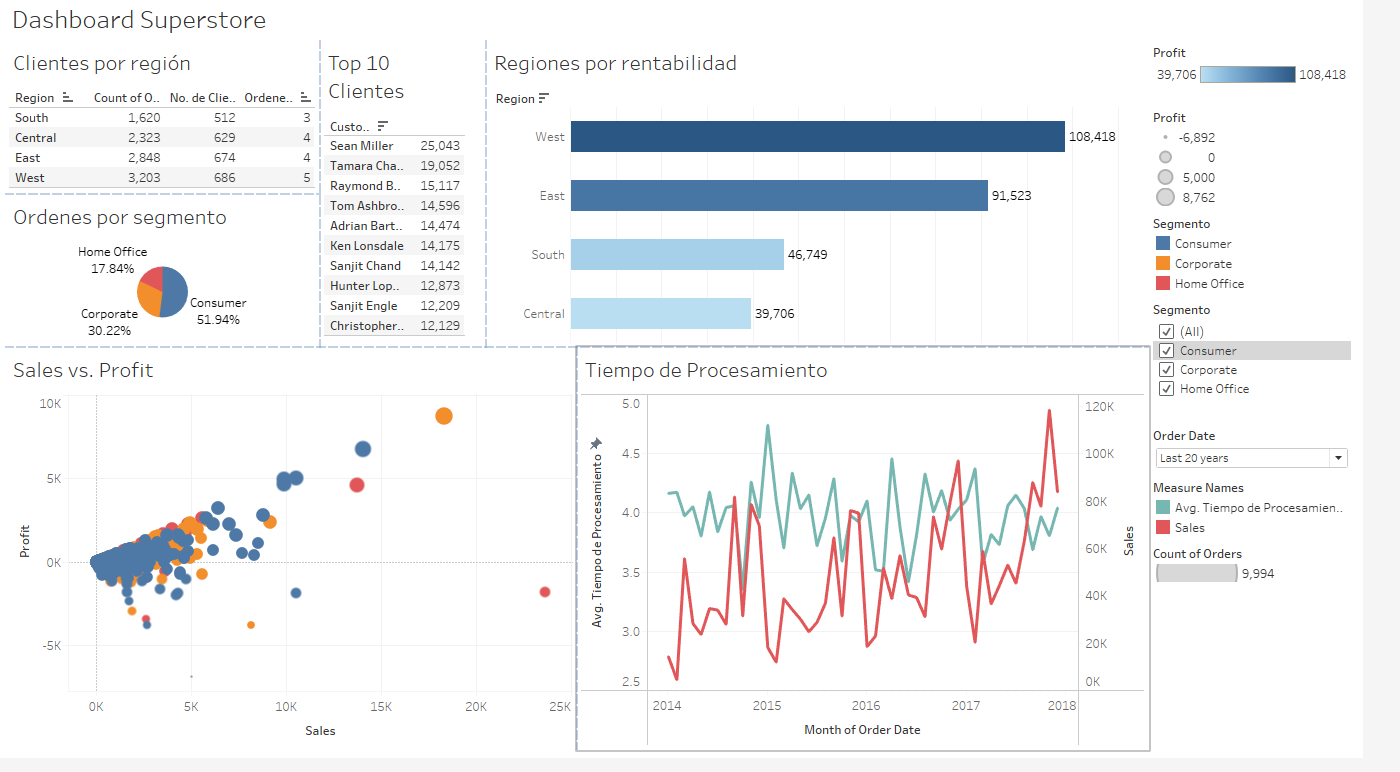 Dashboard Superstore
Clientes por región
Region Count of O.. No. de Clie.. Ordene..
South 1,620 512 3
Central 2,323 629 4
East 2,848 674 4
West 3,203 686 5
Ordenes por segmento
Home Office
17.84%
Consumer
51.94%
Corporate
30.22%
Top 10
Clientes
Custo..
Sean Miller 25,043
Tamara Cha.. 19,052
Raymond B.. 15,117
Tom Ashbro.. 14,596
Adrian Bart.. 14,474
Ken Lonsdale 14,175
Sanjit Chand 14,142
Hunter Lop.. 12,873
Sanjit Engle 12,209
Christopher.. 12,129
Regiones por rentabilidad
Region
West 108,418
East 91,523
South 46,749
Central 39,706
Sales vs. Profit
10K
5K
0K
-5K
Profit
0K 5K 10K 15K 20K 25K
Sales
Tiempo de Procesamiento
5.0
4.5
4.0
3.5
3.0
2.5
Avg. Tiempo de Procesamiento
120K
100K
80K
60K
40K
20K
0K
Sales
2014 2015 2016 2017 2018
Month of Order Date
Profit
39,706 108,418
Profit
-6,892
0
5,000
8,762
Segmento
Consumer
Corporate
Home Office
Segmento
(All)
Consumer
Corporate
Home Office
Order Date
Last 20 years
Measure Names
Avg. Tiempo de Procesamien..
Sales
Count of Orders
9,994